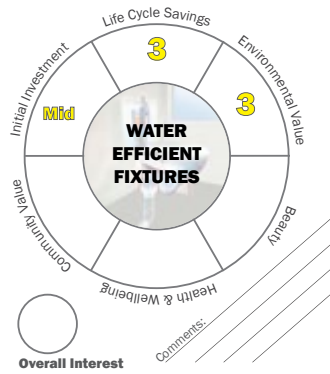 Life Cycle Savings
3
Initial Investment
Mid
Environmental Value
3
WATER
EFFICIENT
FIXTURES
Community Value
Beauty
Health & Wellbeing
Comments:
Overall Interest